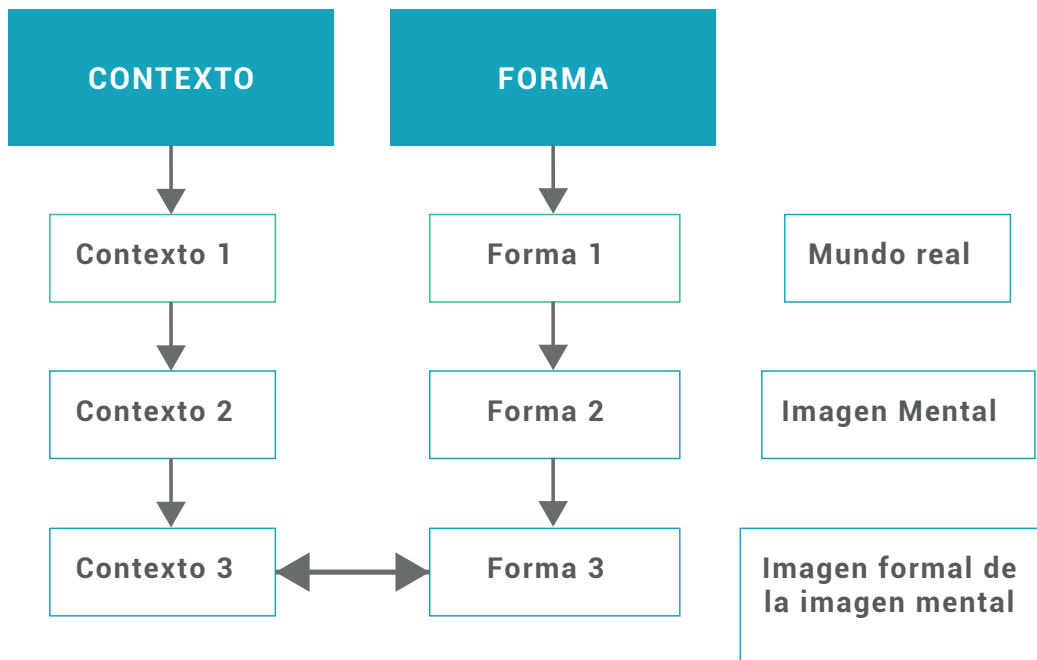 CONTEXTO
FORMA
Contexto 1
Forma 1
Mundo real
Contexto 2
Forma 2
Imagen Mental
Contexto 3
Forma 3
Imagen formal de
la imagen mental